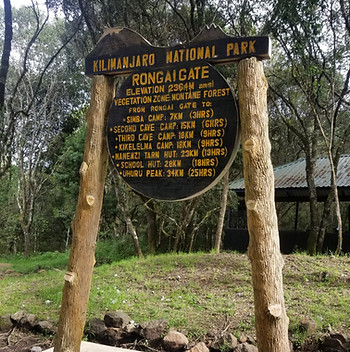 KILIMANJARO NATIONAL PARK
RONGAI GATE
ELEVATION 2364M amsl
VEGETATION ZONE: MONTANE FOREST
FROM RONGAI GATE TO:
• SIMBA CAMP: 7KM (3HRS)
• SECOND CAVE CAMP: 15KM (6HRS)
• THIRD CAVE CAMP: 18KM (9HRS)
• KIKELELWA CAMP: 18KM (9HRS)
• MAWENZI TARN HUT: 23KM (13HRS)
• SCHOOL HUT: 28KM (18HRS)
• UHURU PEAK: 34KM (25HRS)